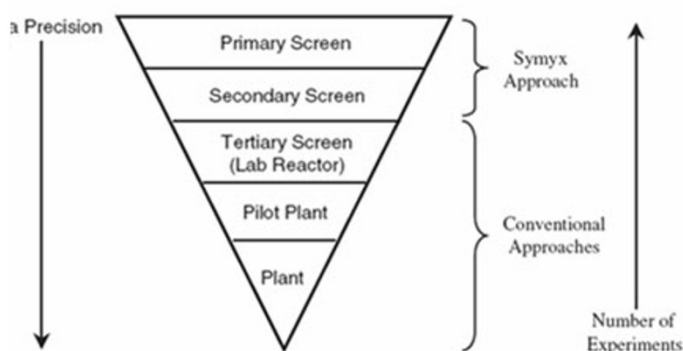 a Precision
Primary Screen
Secondary Screen
Tertiary Screen
(Lab Reactor)
Pilot Plant
Plant
Symyx
Approach
Conventional
Approaches
Number of
Experiments